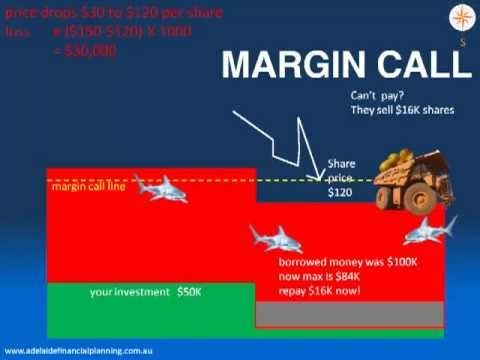 price drops $30 to $120 per share
loss = ($150-$120) X 1000
= $30,000
S
MARGIN CALL
Can't pay?
They sell $16K shares
Share
price
$120
margin call line
borrowed money was $100K
now max is $84K
repay $16K now!
your investment $50K
www.adelaidefinancialplanning.com.au